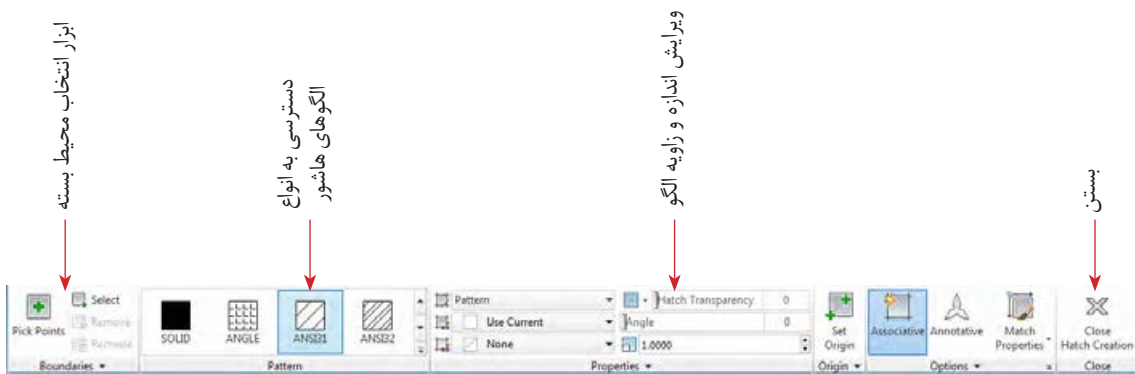 ابزار انتخاب محیط بسته
دسترسی به انواع
الگوهای هاشور
ویرایش اندازه و زاویه الگو
بستن
Pick Points
Select
Remove
Boundaries
SOLID
ANGLE
ANSI31
ANSI32
Pattern
Pattern
Use Current
None
Hatch Transparency 0
Angle 0
1.0000
Properties
Set
Origin
Origin
Associative
Annotative
Match
Properties
Options
Close
Hatch Creation
Close